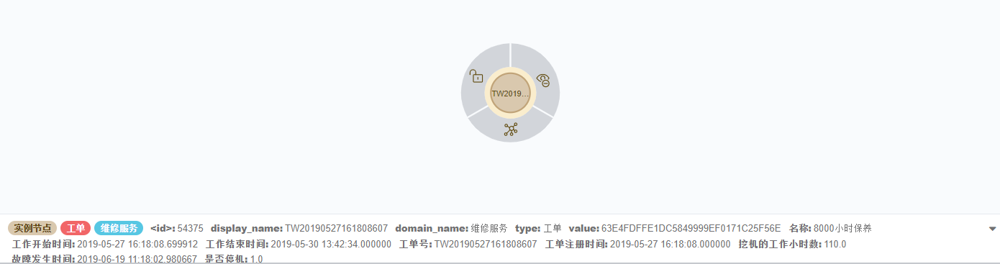 TW2019...
实例节点 工单 维修服务 <id>: 54375 display_name: TW20190527161808607 domain_name: 维修服务 type: 工单 value: 63E4FDFFE1DC5849999EF0171C25F56E 名称: 8000小时保养
工作开始时间: 2019-05-27 16:18:08.699912 工作结束时间: 2019-05-30 13:42:34.000000 工单号: TW20190527161808607 工单注册时间: 2019-05-27 16:18:08.000000 挖机的工作小时数: 110.0
故障发生时间: 2019-06-19 11:18:02.980667 是否停机: 1.0